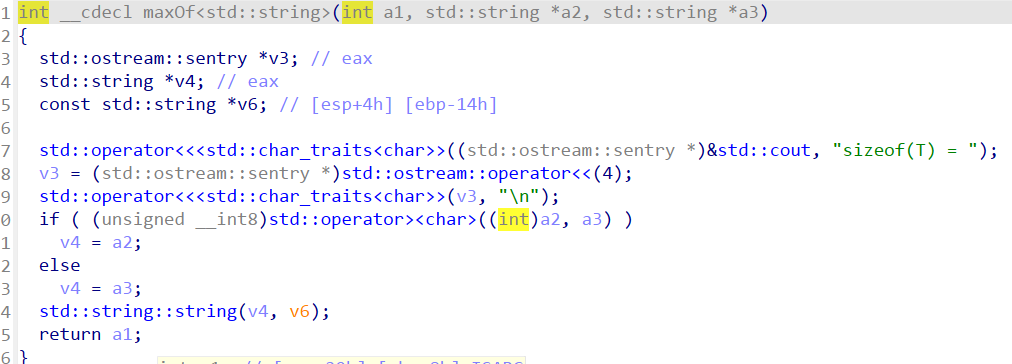 1 int __cdecl maxOf<std::string>(int a1, std::string *a2, std::string *a3)
2 {
3 std::ostream::sentry *v3; // eax
4 std::string *v4; // eax
5 const std::string *v6; // [esp+4h] [ebp-14h]
6
7 std::operator<<<std::char_traits<char>>((std::ostream::sentry *)&std::cout, "sizeof(T) = ");
8 v3 = (std::ostream::sentry *)std::ostream::operator<<(4);
9 std::operator<<<std::char_traits<char>>(v3, "\n");
0 if ( (unsigned __int8)std::operator><char>((int)a2, a3) )
1 v4 = a2;
2 else
3 v4 = a3;
4 std::string::string(v4, v6);
5 return a1;
6 }